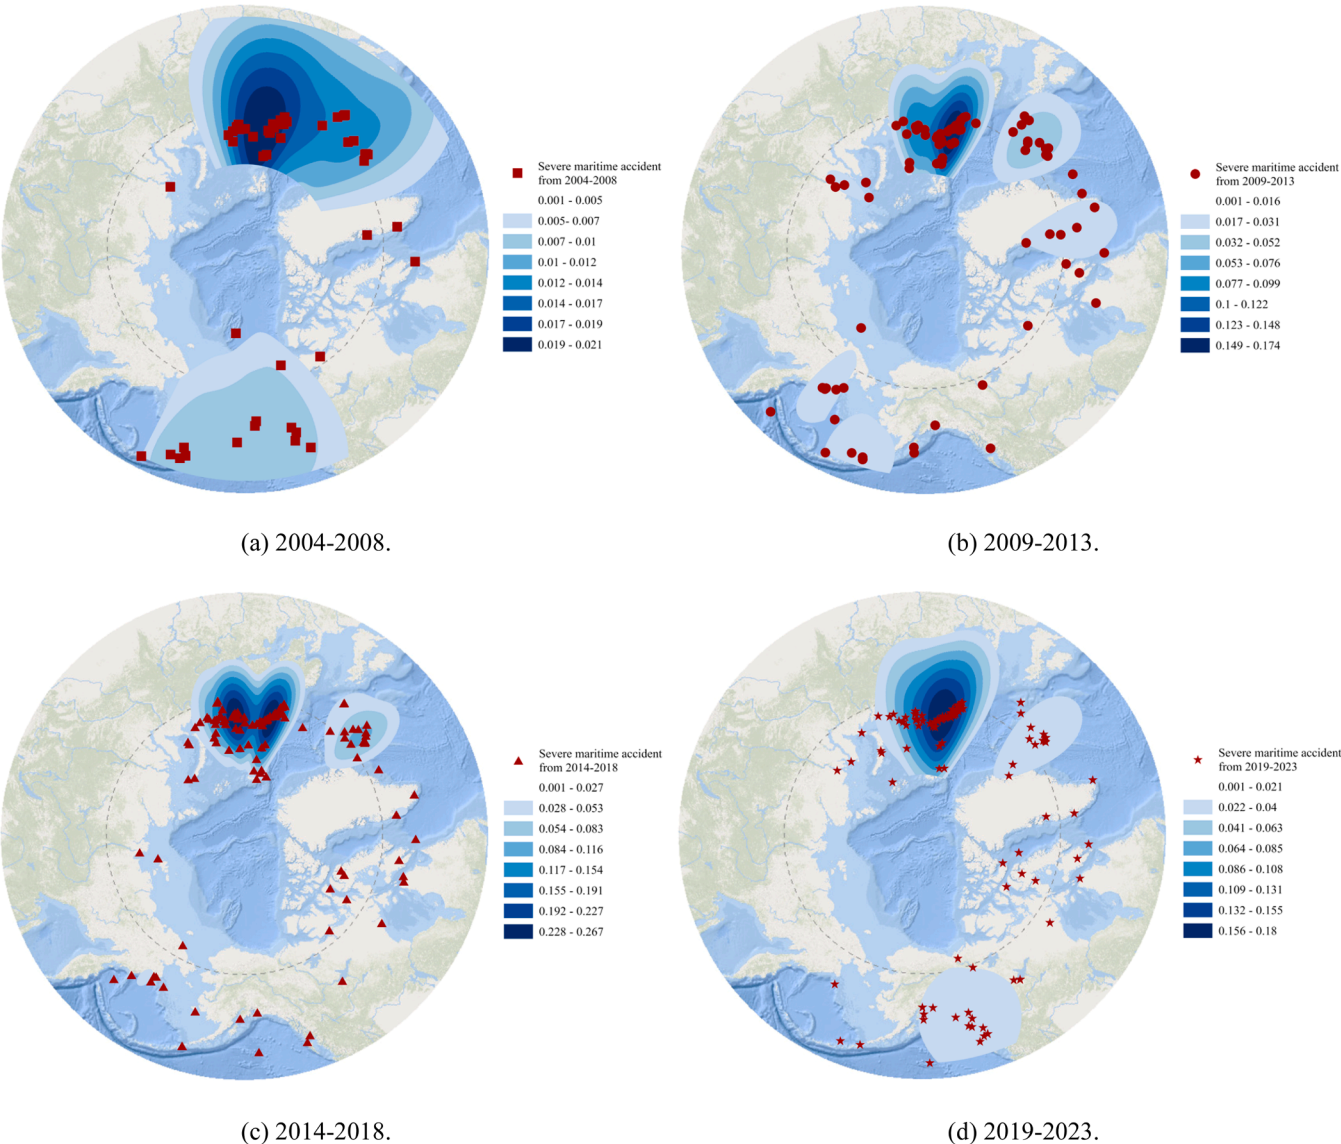 Severe maritime accident
from 2004-2008
0.001 - 0.005
0.005- 0.007
0.007 - 0.01
0.01 - 0.012
0.012 - 0.014
0.014 - 0.017
0.017 - 0.019
0.019 - 0.021
(a) 2004-2008.
Severe maritime accident
from 2009-2013
0.001 - 0.016
0.017 - 0.031
0.032 - 0.052
0.053 - 0.076
0.077 - 0.099
0.1 - 0.122
0.123 - 0.148
0.149 - 0.174
(b) 2009-2013.
Severe maritime accident
from 2014-2018
0.001 - 0.027
0.028 - 0.053
0.054 - 0.083
0.084 - 0.116
0.117 - 0.154
0.155 - 0.191
0.192 - 0.227
0.228 - 0.267
(c) 2014-2018.
Severe maritime accident
from 2019-2023
0.001 - 0.021
0.022 - 0.04
0.041 - 0.063
0.064 - 0.085
0.086 - 0.108
0.109 - 0.131
0.132 - 0.155
0.156 - 0.18
(d) 2019-2023.